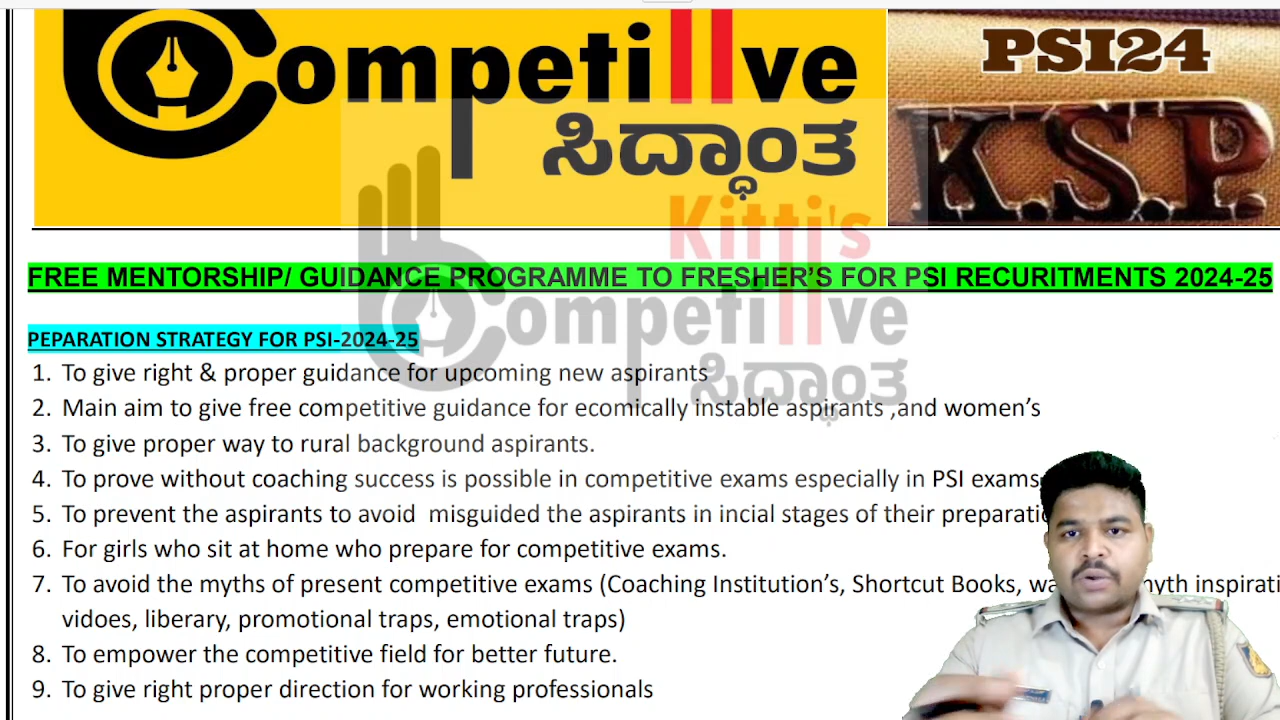 Competitive
ಸಿದ್ಧಾಂತ
PSI24
K.S.P.
Kitti's
Competitive
ಸಿದ್ಧಾಂತ
FREE MENTORSHIP/ GUIDANCE PROGRAMME TO FRESHER’S FOR PSI RECURITMENTS 2024-25
PEPARATION STRATEGY FOR PSI-2024-25
1. To give right & proper guidance for upcoming new aspirants
2. Main aim to give free competitive guidance for ecomically instable aspirants ,and women’s
3. To give proper way to rural background aspirants.
4. To prove without coaching success is possible in competitive exams especially in PSI exams
5. To prevent the aspirants to avoid misguided the aspirants in incial stages of their
6. For girls who sit at home who prepare for competitive exams.
7. To avoid the myths of present competitive exams (Coaching Institution’s, Shortcut Books,
vidoes, liberary, promotional traps, emotional traps)
8. To empower the competitive field for better future.
9. To give right proper direction for working professionals